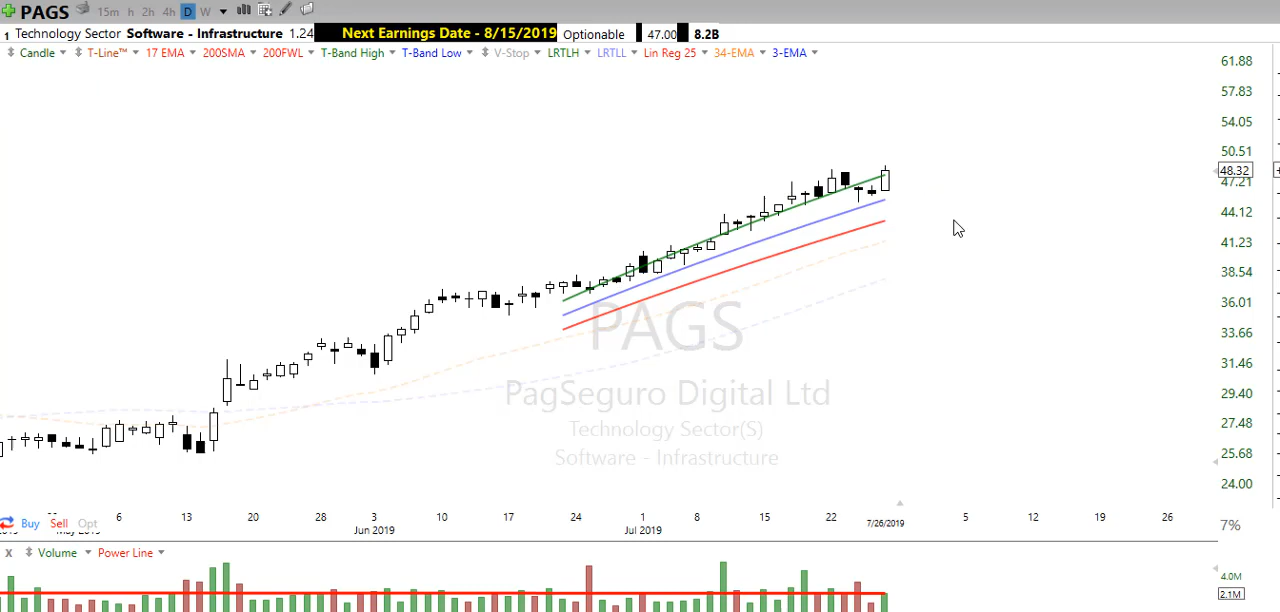 PAGS 15m h 2h 4h D W
1 Technology Sector Software - Infrastructure 1.24 Next Earnings Date - 8/15/2019 Optionable 47.00 8.2B
Candle T-Line™ 17 EMA 200SMA 200FWL T-Band High T-Band Low V-Stop LRTLH LRTLL Lin Reg 25 34-EMA 3-EMA
61.88
57.83
54.05
50.51
48.32
47.21
44.12
41.23
38.54
36.01
33.66
31.46
29.40
27.48
25.68
24.00
PAGS
PagSeguro Digital Ltd
Technology Sector(S)
Software - Infrastructure
6 13 20 28 3 10 17 24 1 8 15 22 7/26/2019 5 12 19 26
Jun 2019 Jul 2019
Buy Sell Opt
7%
X Volume Power Line
4.0M
2.1M